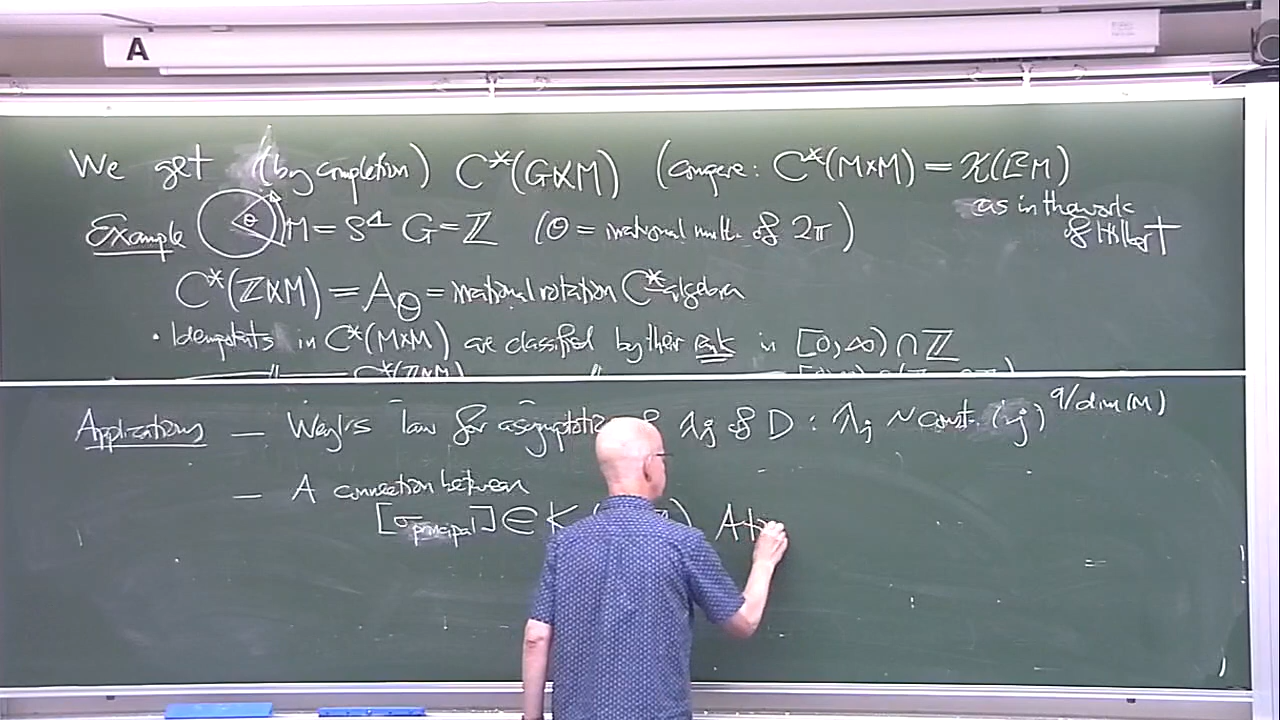 A
We get (by completion) C*(G⋉M) (compare: C*(M×M) = K(L²M)
as in the work
of Hilbert
Example θ M = S¹ G = ℤ (θ = irrational mult. of 2π)
C*(ℤ⋉M) = A_θ = irrational rotation C*-algebra
• Idempotents in C*(M×M) are classified by their rank in [0,∞) ∩ ℤ
Applications — Weyl's law for asymptotics λ_j of D : λ_j ~ const. (j)^{q/dim(M)}
— A connection between
[σ_principal] ∈ K